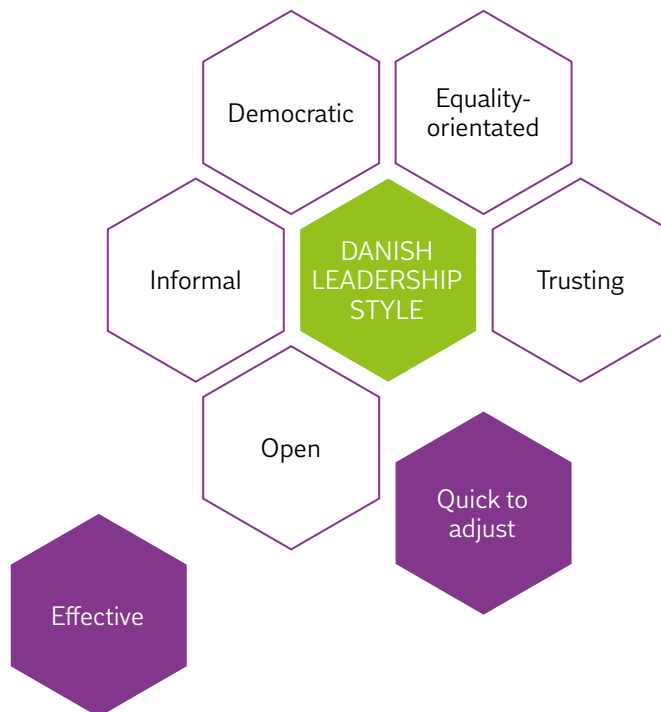 Democratic
Equality-
orientated
Informal
DANISH
LEADERSHIP
STYLE
Trusting
Open
Quick to
adjust
Effective